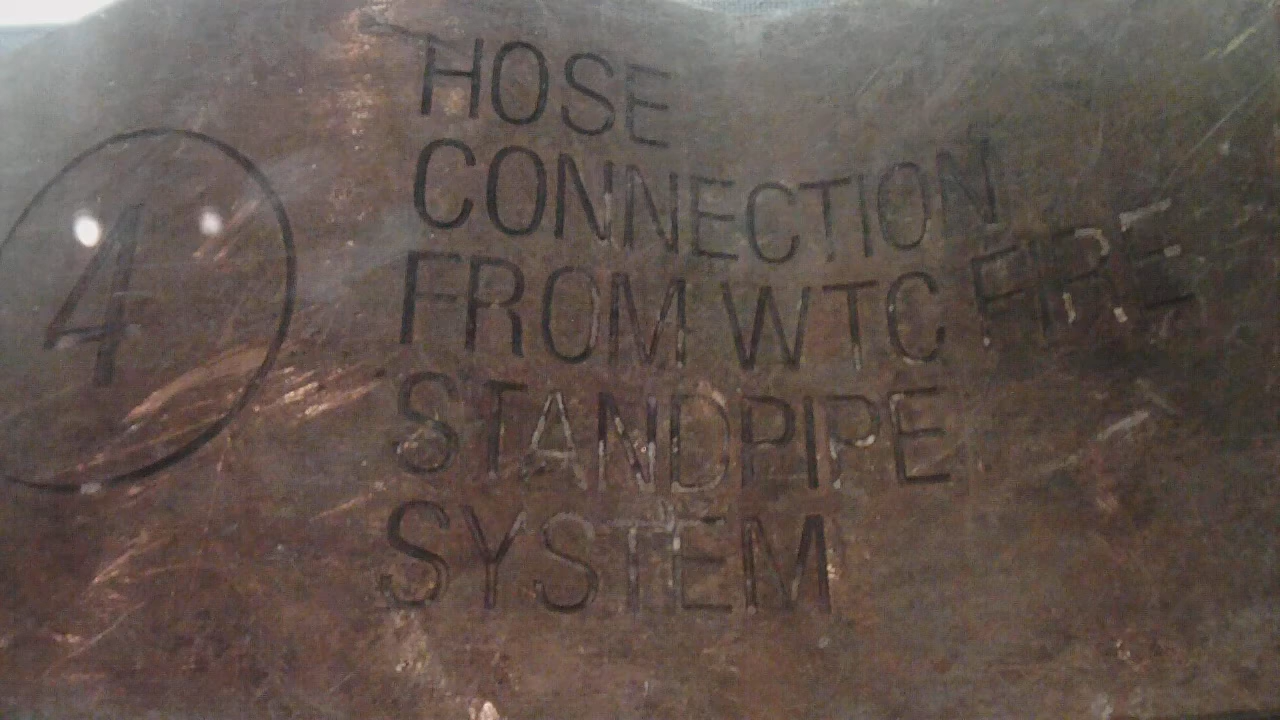 4
HOSE
CONNECTION
FROM WTC FIRE
STANDPIPE
SYSTEM